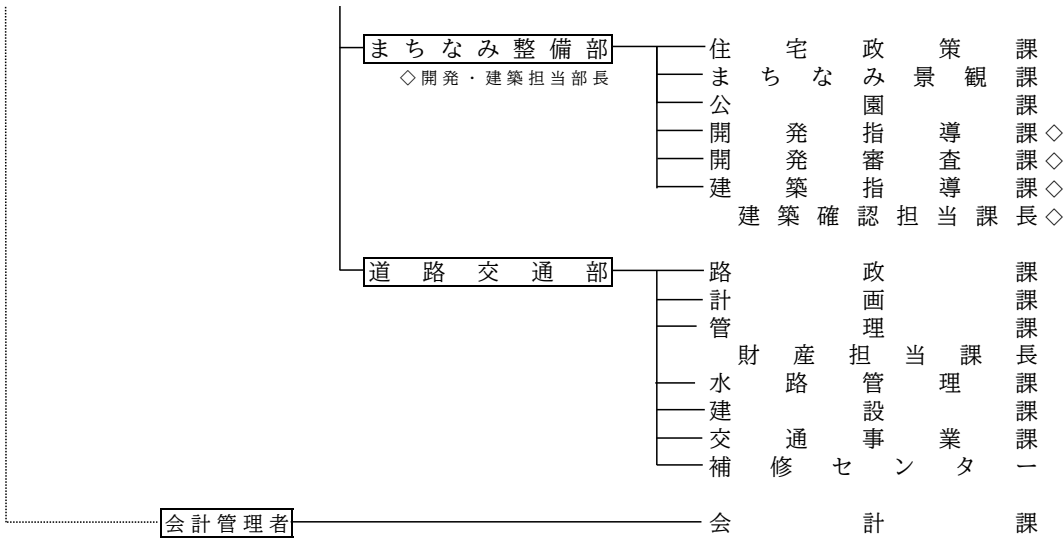 まちなみ整備部 住宅政策課
◇開発・建築担当部長 まちなみ景観課
公園課
開発指導課◇
開発審査課◇
建築指導課◇
建築確認担当課長◇
道路交通部 路政課
計画課
管理課
財産担当課長
水路管理課
建設課
交通事業課
補修センター
会計管理者 会計課